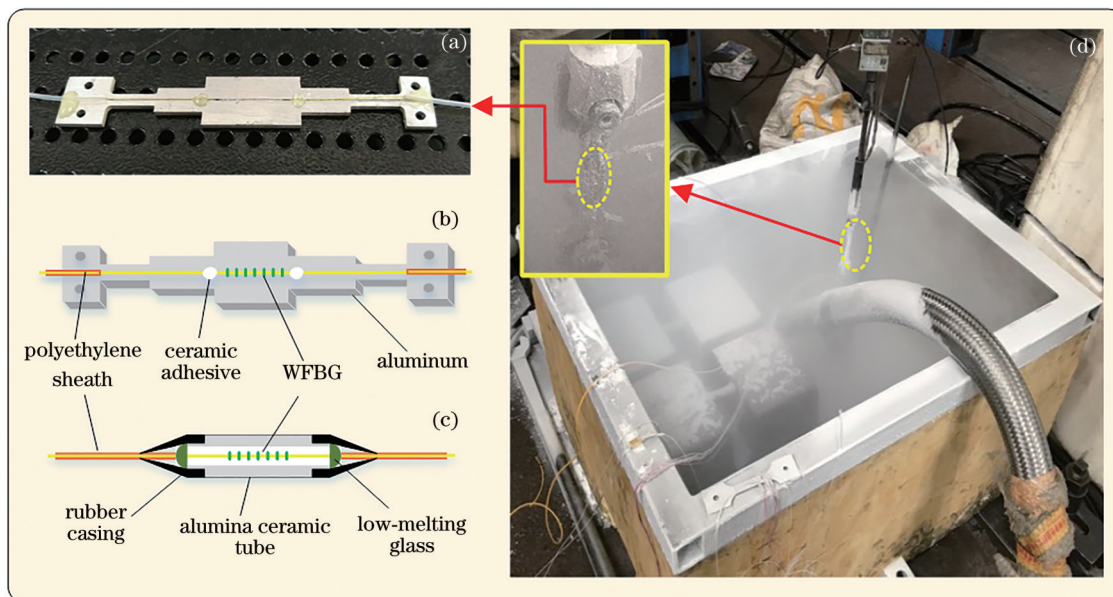 (a)
(d)
(b)
polyethylene
sheath
ceramic
adhesive
WFBG
aluminum
(c)
rubber
casing
alumina ceramic
tube
low-melting
glass